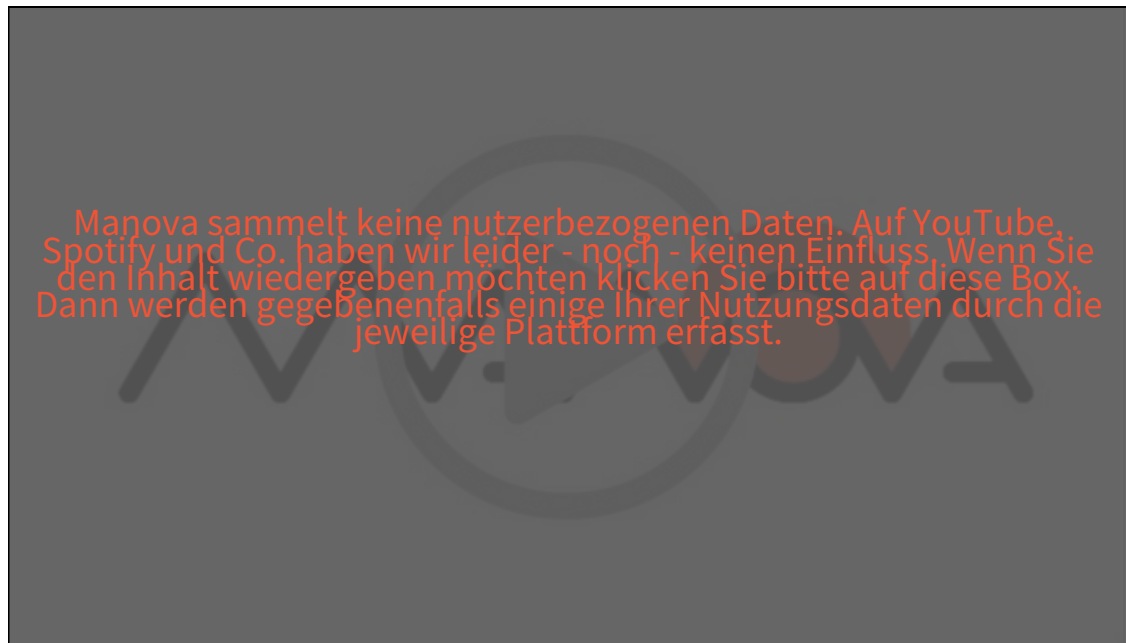 Manova sammelt keine nutzerbezogenen Daten. Auf YouTube,
Spotify und Co. haben wir leider - noch - keinen Einfluss. Wenn Sie
den Inhalt wiedergeben möchten klicken Sie bitte auf diese Box.
Dann werden gegebenenfalls einige Ihrer Nutzungsdaten durch die
jeweilige Plattform erfasst.
MANOVA